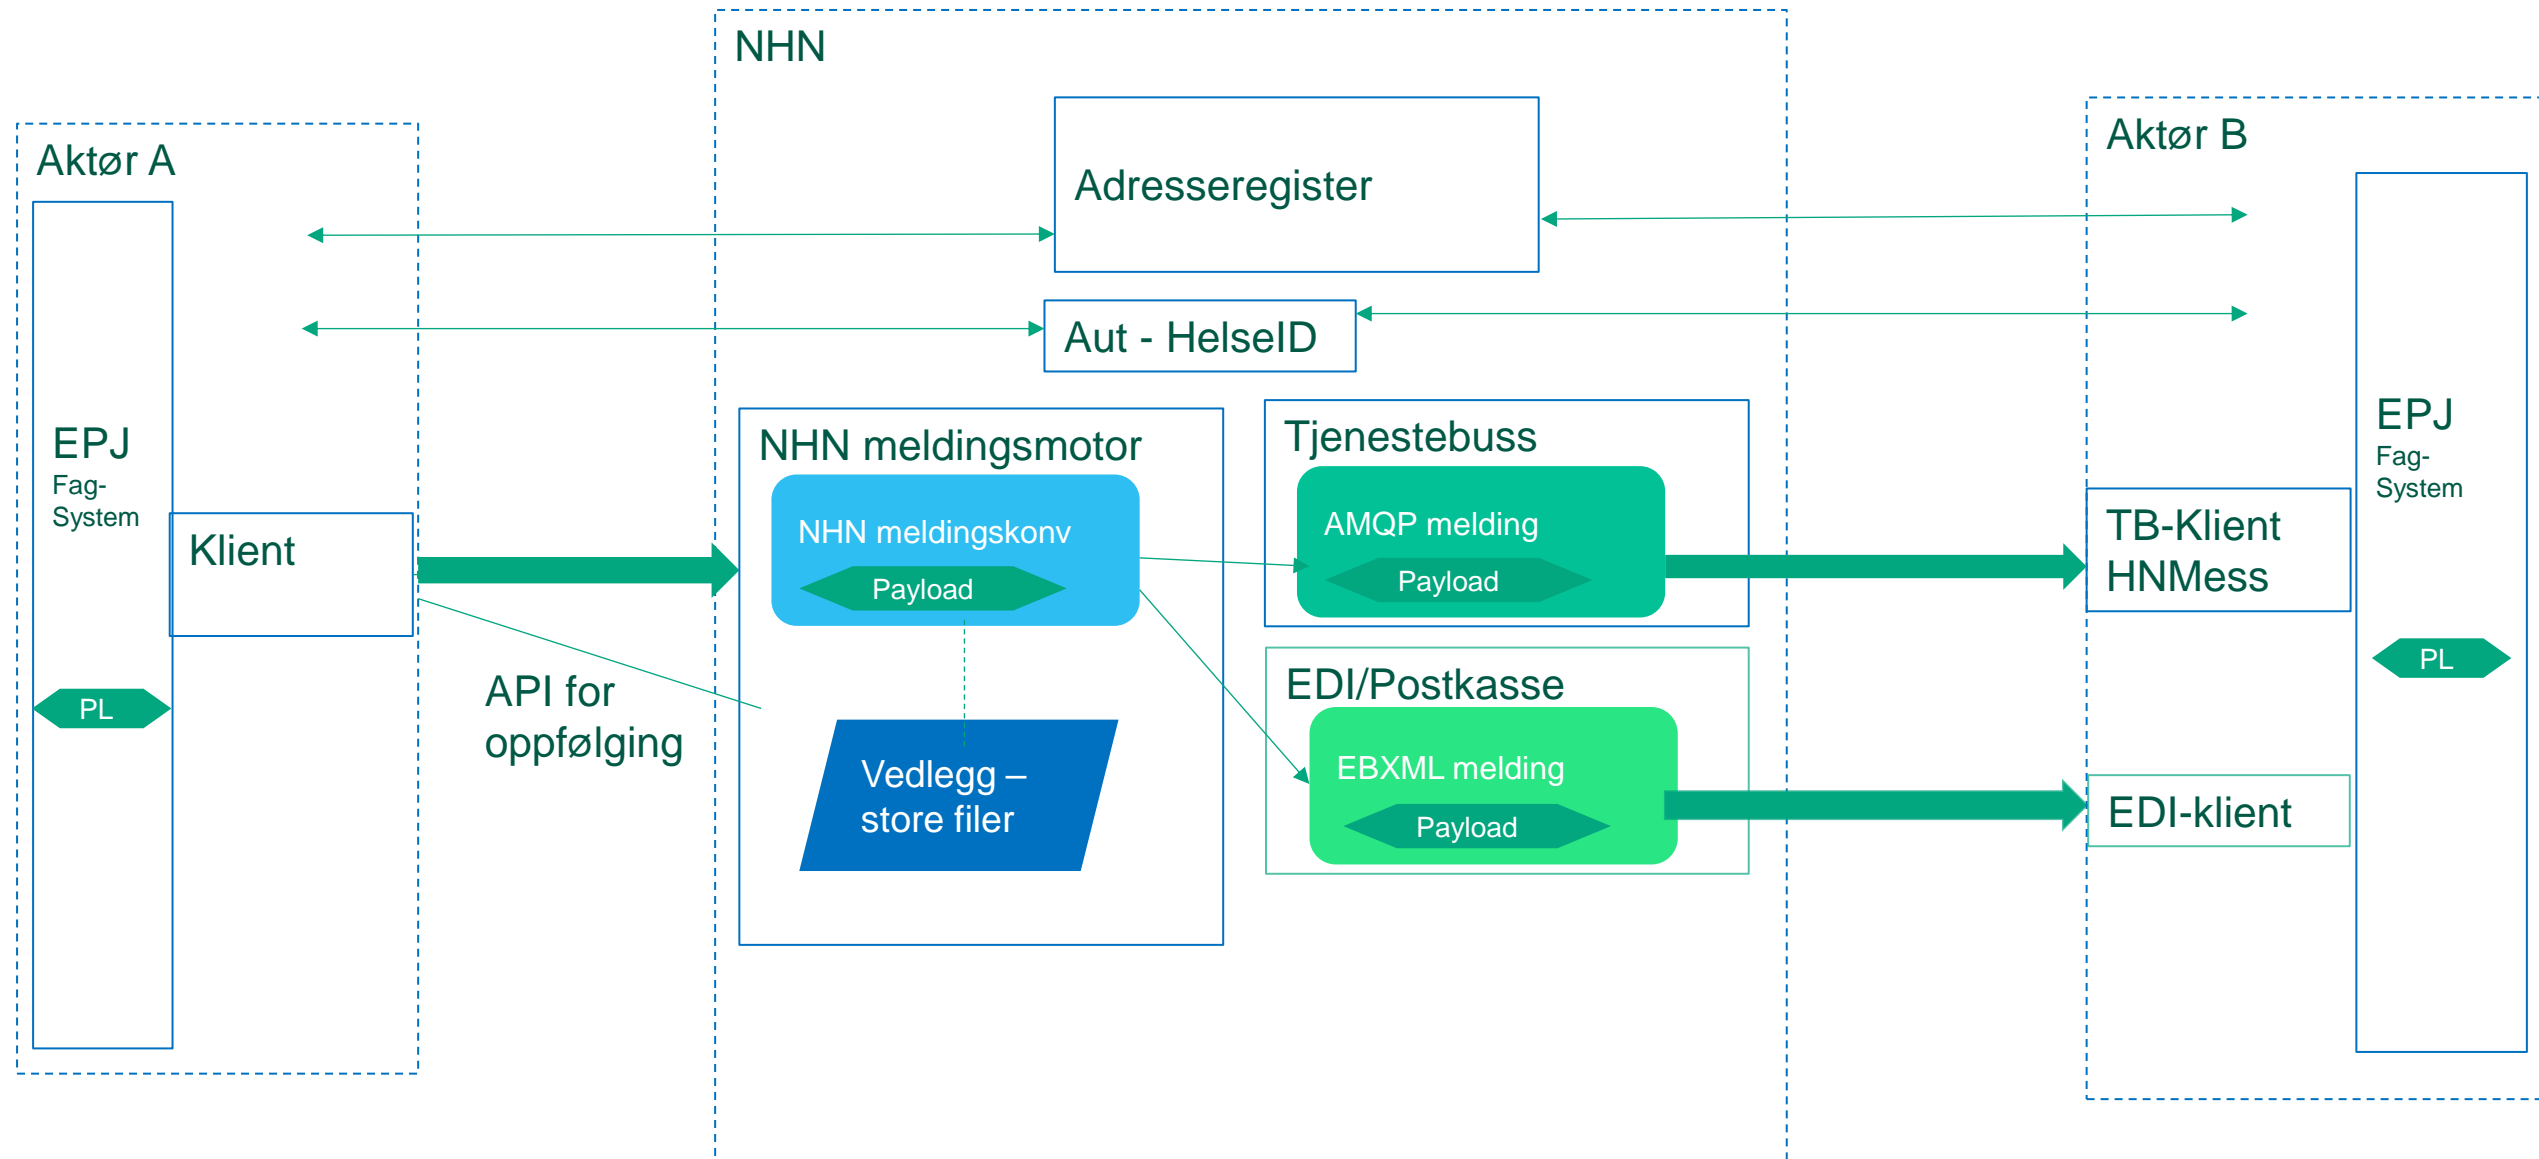 NHN
Aktør A
Adresseregister
Aktør B
Aut - HelseID
EPJ
Fag-
System
Klient
PL
API for
oppfølging
NHN meldingsmotor
NHN meldingskonv
Payload
Vedlegg –
store filer
Tjenestebuss
AMQP melding
Payload
EDI/Postkasse
EBXML melding
Payload
TB-Klient
HNMess
EDI-klient
EPJ
Fag-
System
PL